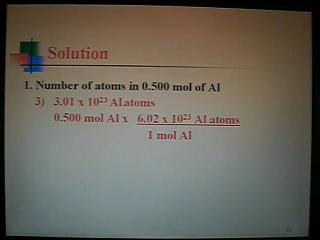 Solution
1. Number of atoms in 0.500 mol of Al
3) 3.01 x 10²³ Al atoms
0.500 mol Al x 6.02 x 10²³ Al atoms
1 mol Al